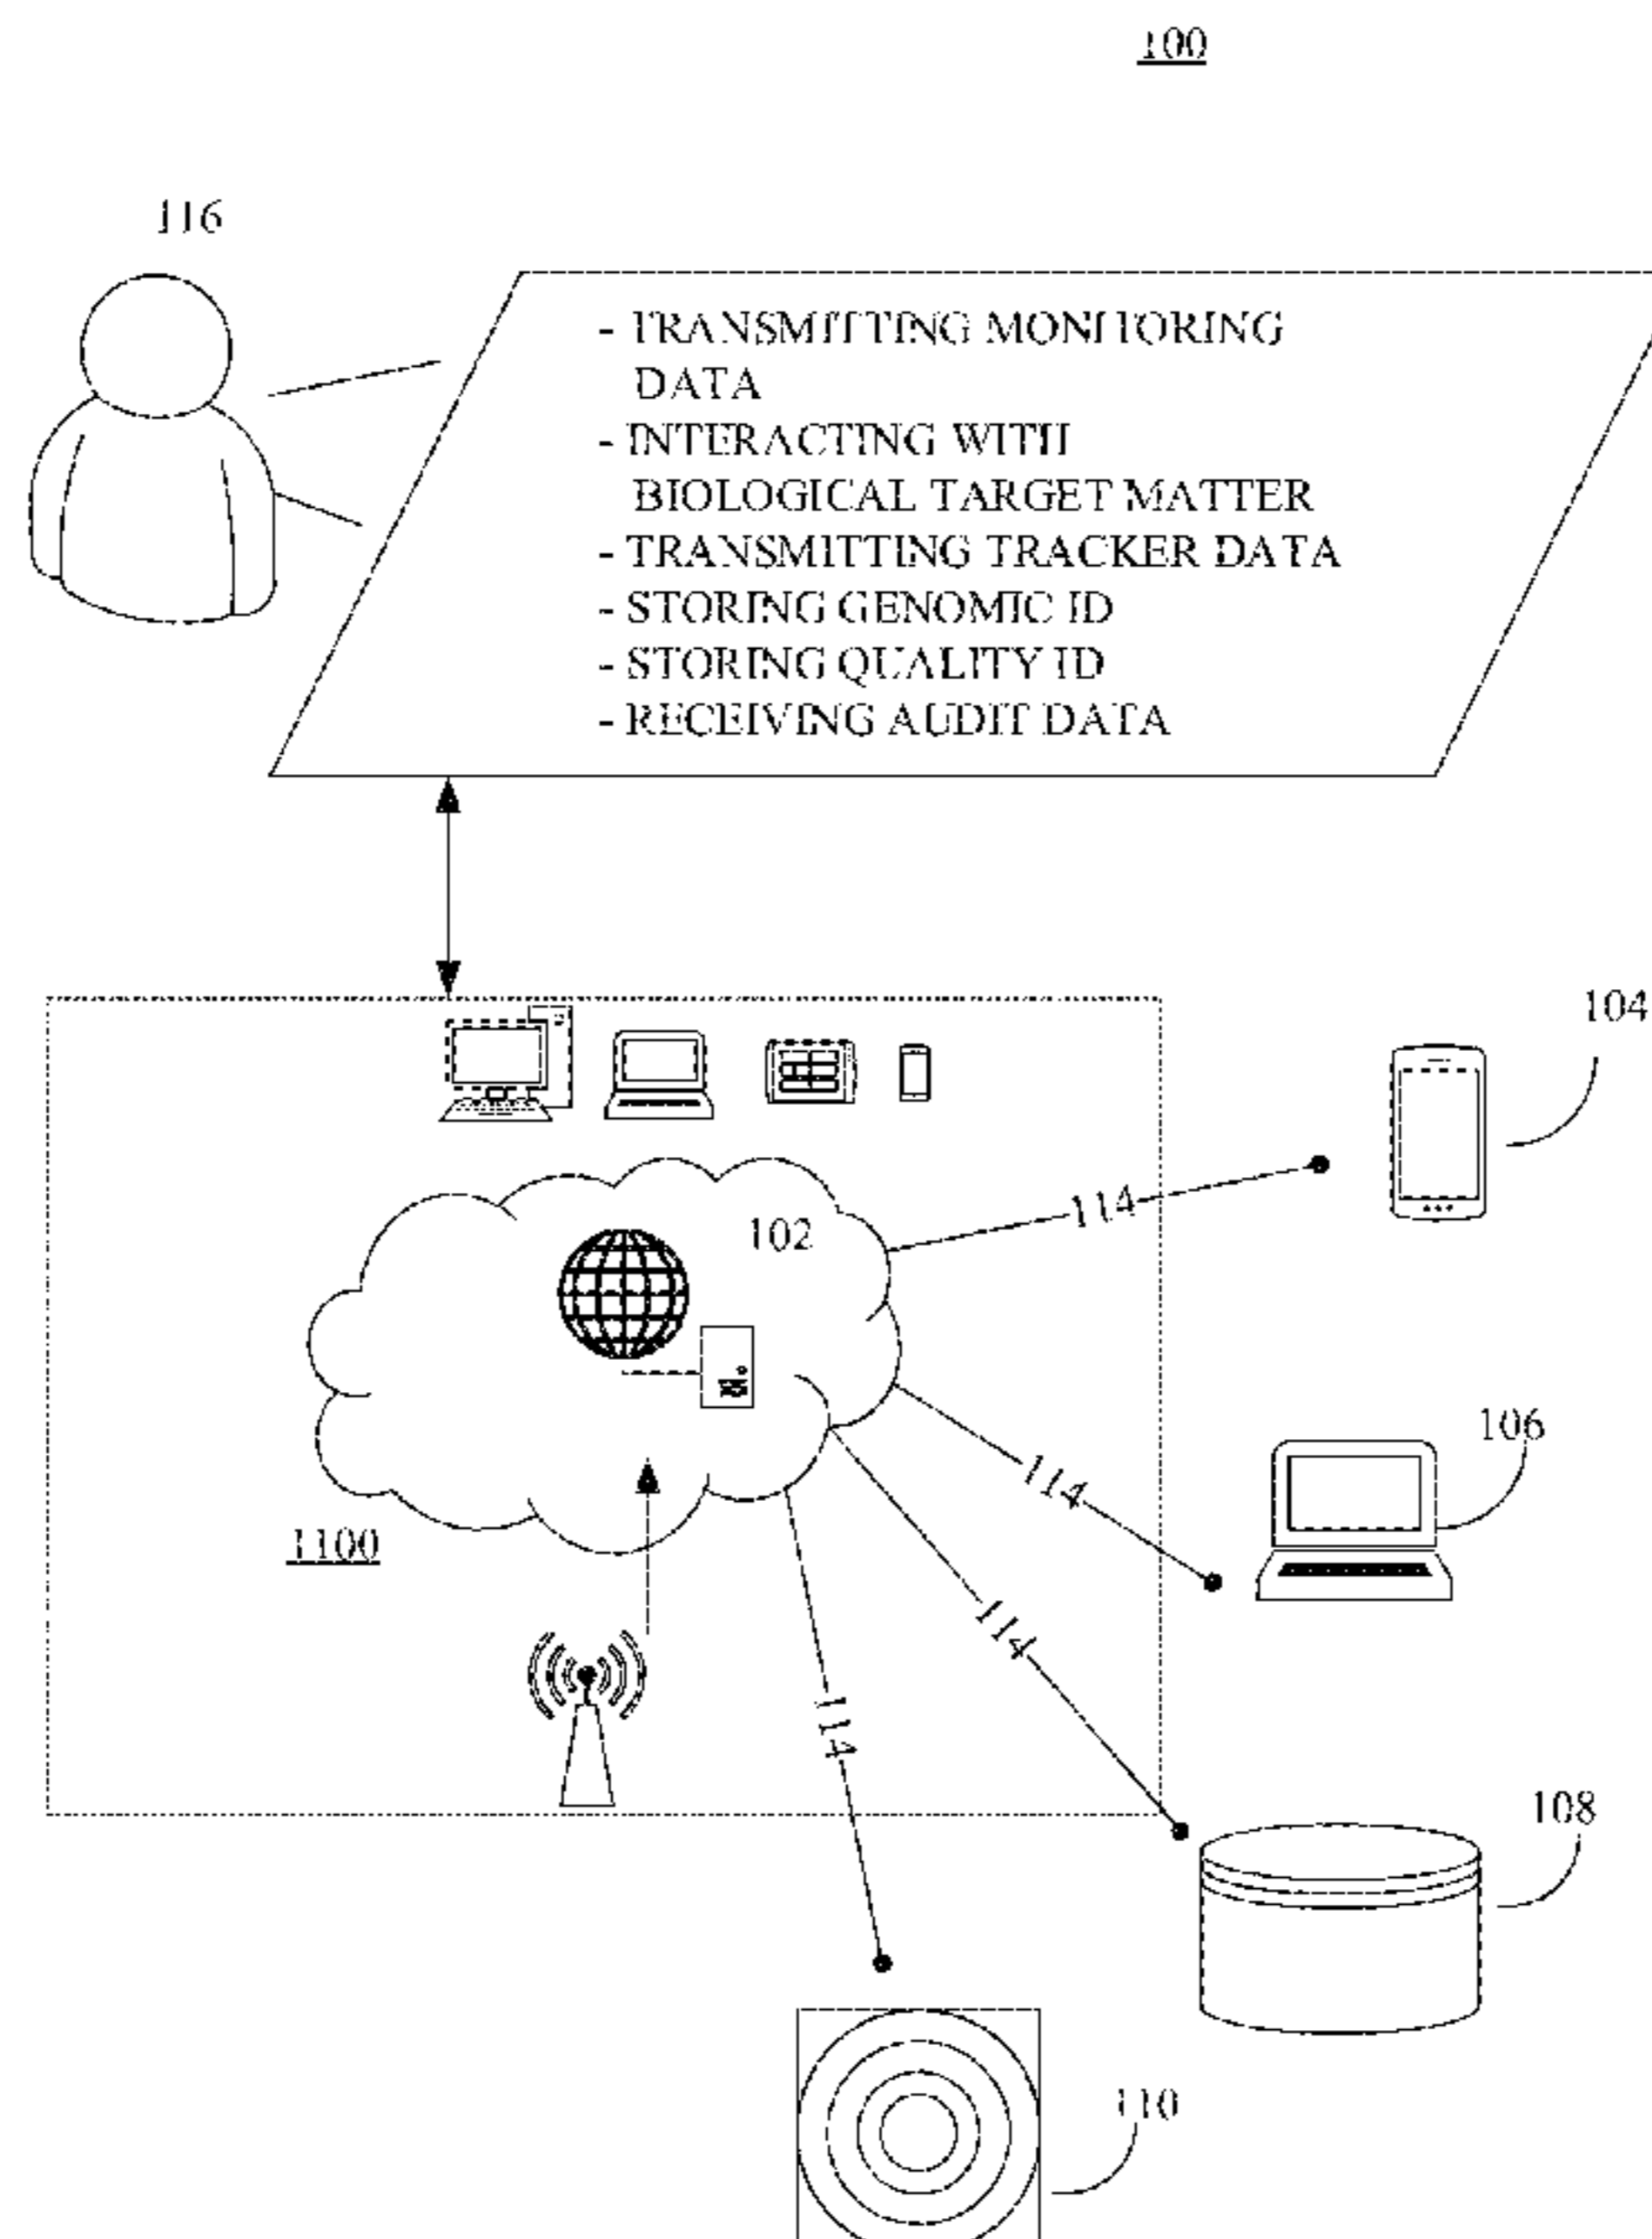 100
116
- TRANSMITTING MONITORING
DATA
- INTERACTING WITH
BIOLOGICAL TARGET MATTER
- TRANSMITTING TRACKER DATA
- STORING GENOMIC ID
- STORING QUALITY ID
- RECEIVING AUDIT DATA
104
114
102
106
114
1100
114
114
108
110